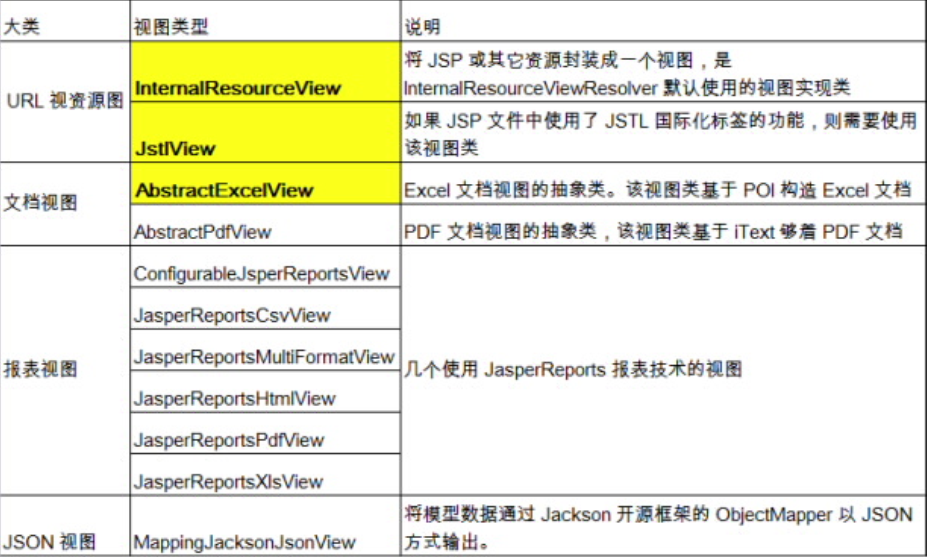 大类 视图类型 说明
URL 视资源图 InternalResourceView 将 JSP 或其它资源封装成一个视图，是
InternalResourceViewResolver 默认使用的视图实现类
JstlView 如果 JSP 文件中使用了 JSTL 国际化标签的功能，则需要使用
该视图类
文档视图 AbstractExcelView Excel 文档视图的抽象类。该视图类基于 POI 构造 Excel 文档
AbstractPdfView PDF 文档视图的抽象类，该视图类基于 iText 够着 PDF 文档
报表视图 ConfigurableJsperReportsView
JasperReportsCsvView
JasperReportsMultiFormatView 几个使用 JasperReports 报表技术的视图
JasperReportsHtmlView
JasperReportsPdfView
JasperReportsXlsView
JSON 视图 MappingJacksonJsonView 将模型数据通过 Jackson 开源框架的 ObjectMapper 以 JSON
方式输出。